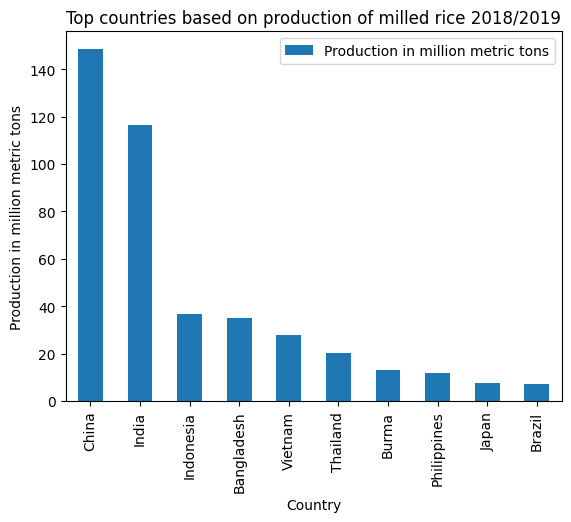 Top countries based on production of milled rice 2018/2019
Production in million metric tons
Production in million metric tons
140
120
100
80
60
40
20
0
China
India
Indonesia
Bangladesh
Vietnam
Thailand
Burma
Philippines
Japan
Brazil
Country